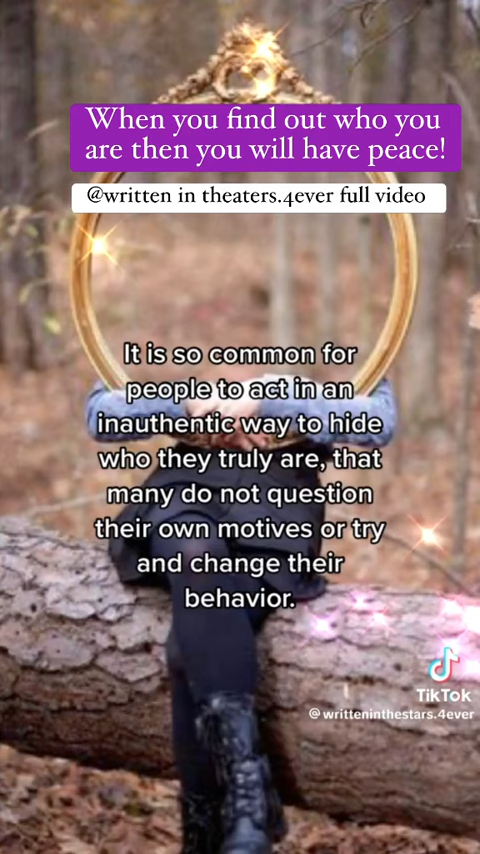 When you find out who you
are then you will have peace!
@written in theaters.4ever full video
It is so common for
people to act in an
inauthentic way to hide
who they truly are, that
many do not question
their own motives or try
and change their
behavior.
TikTok
@writteninthestars.4ever